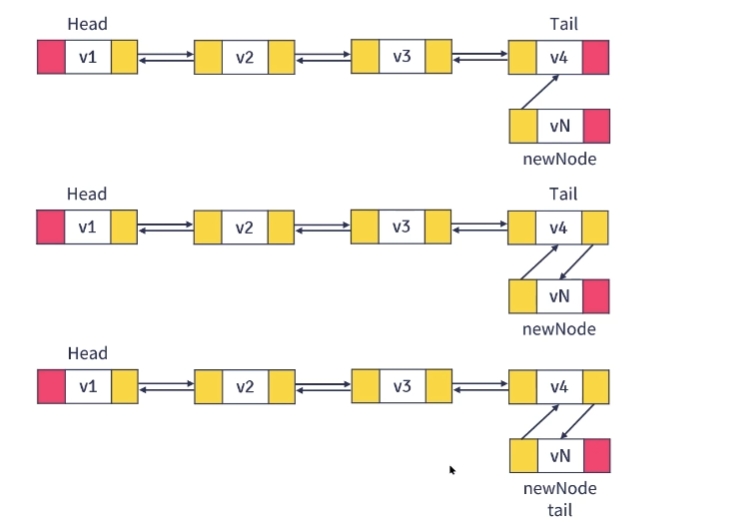 Head Tail
v1 v2 v3 v4
vN
newNode
Head Tail
v1 v2 v3 v4
vN
newNode
Head
v1 v2 v3 v4
vN
newNode
tail